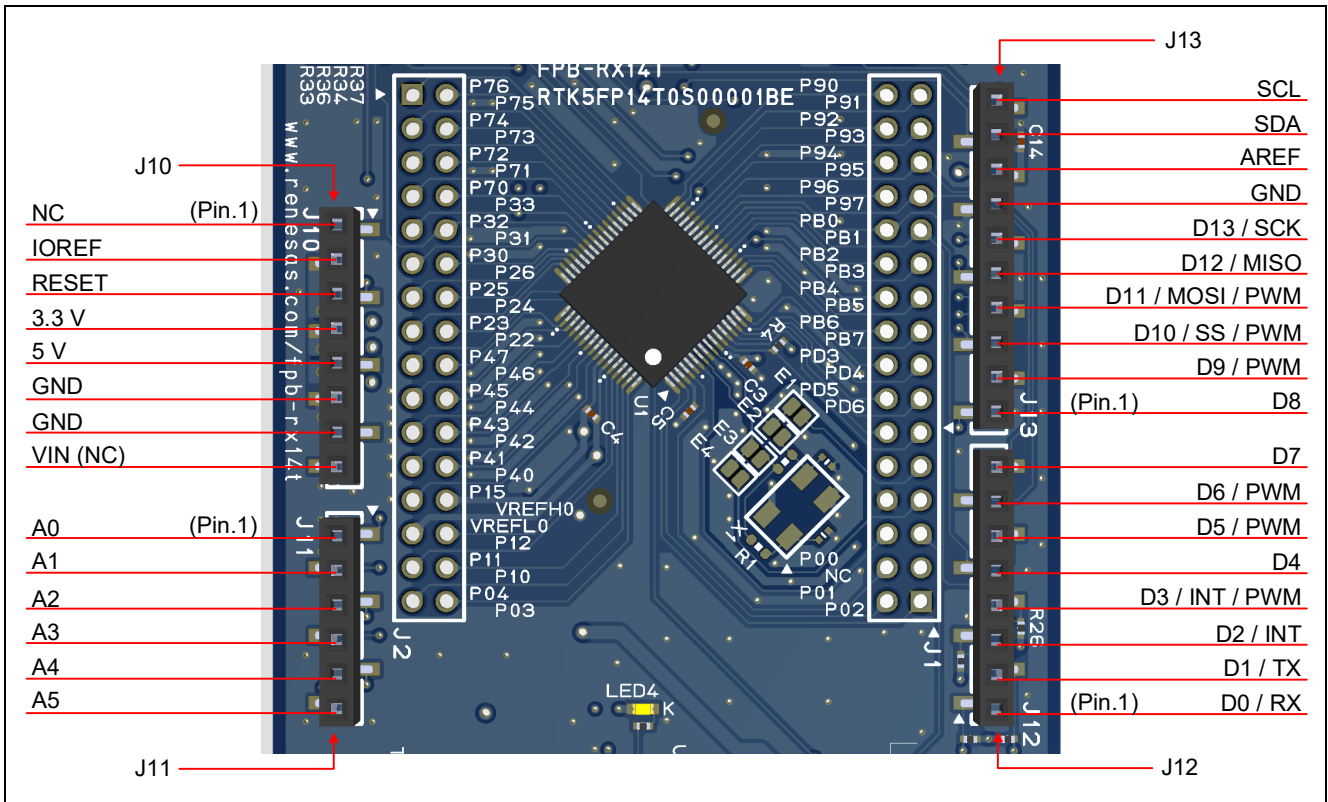 J13
SCL
SDA
AREF
GND
D13 / SCK
D12 / MISO
D11 / MOSI / PWM
D10 / SS / PWM
D9 / PWM
(Pin.1) D8
D7
D6 / PWM
D5 / PWM
D4
D3 / INT / PWM
D2 / INT
D1 / TX
(Pin.1) D0 / RX
J12
J10
NC (Pin.1)
IOREF
RESET
3.3 V
5 V
GND
GND
VIN (NC)
A0 (Pin.1)
A1
A2
A3
A4
A5
J11
R37
R34
R36
R33
www.renesas.com/fpb-rx14t
J10
J11
FPB-RX14T
RTK5FP14T0S00001BE
P76
P75
P74
P73
P72
P71
P70
P33
P32
P31
P30
P26
P25
P24
P23
P22
P47
P46
P45
P44
P43
P42
P41
P40
P15
VREFH0
VREFL0
P12
P11
P10
P04
P03
J2
P90
P91
P92
P93
P94
P95
P96
P97
PB0
PB1
PB2
PB3
PB4
PB5
PB6
PB7
PD3
PD4
PD5
PD6
P00
NC
P01
P02
J1
U1
C5
C4
C3
R4
E1
E2
E3
E4
X1
R1
LED4
K
C14
J13
R26
J12